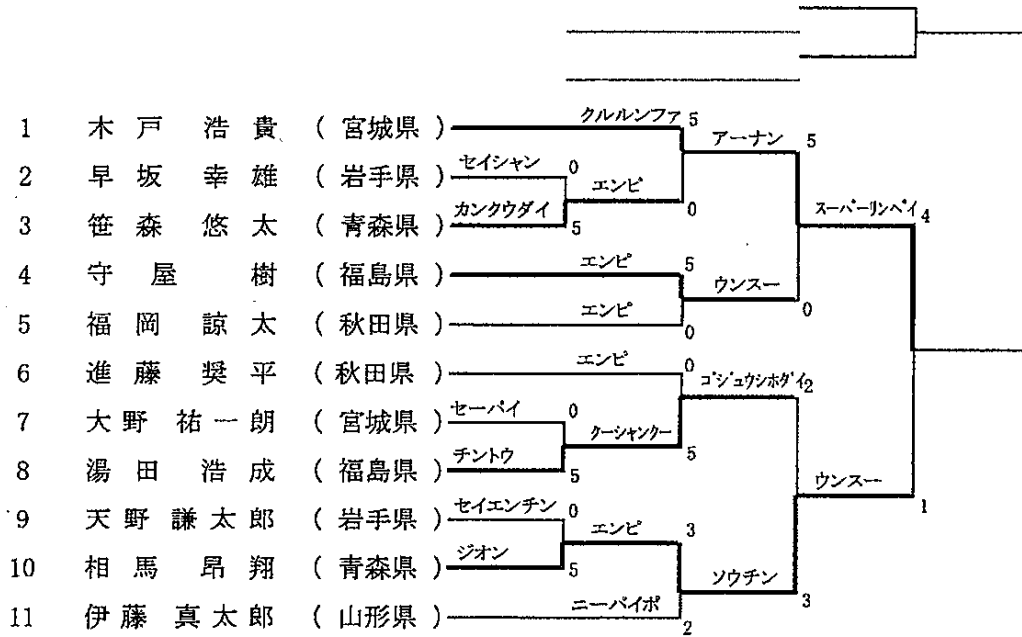 1 木戸 浩貴 (宮城県) クルルンファ 5 アーナン 5
2 早坂 幸雄 (岩手県) セイシャン 0 エンピ 0
3 笹森 悠太 (青森県) カンクウダイ 5 スーパーリンペイ 4
4 守屋 樹 (福島県) エンピ 5 ウンスー 0
5 福岡 諒太 (秋田県) エンピ 0
6 進藤 奨平 (秋田県) エンピ 0 ゴジュウシホダイ 2
7 大野 祐一朗 (宮城県) セーパイ 0 クーシャンクー 5
8 湯田 浩成 (福島県) チントウ 5 ウンスー 1
9 天野 謙太郎 (岩手県) セイエンチン 0 エンピ 3
10 相馬 昂翔 (青森県) ジオン 5 ソウチン 3
11 伊藤 真太郎 (山形県) ニーパイポ 2